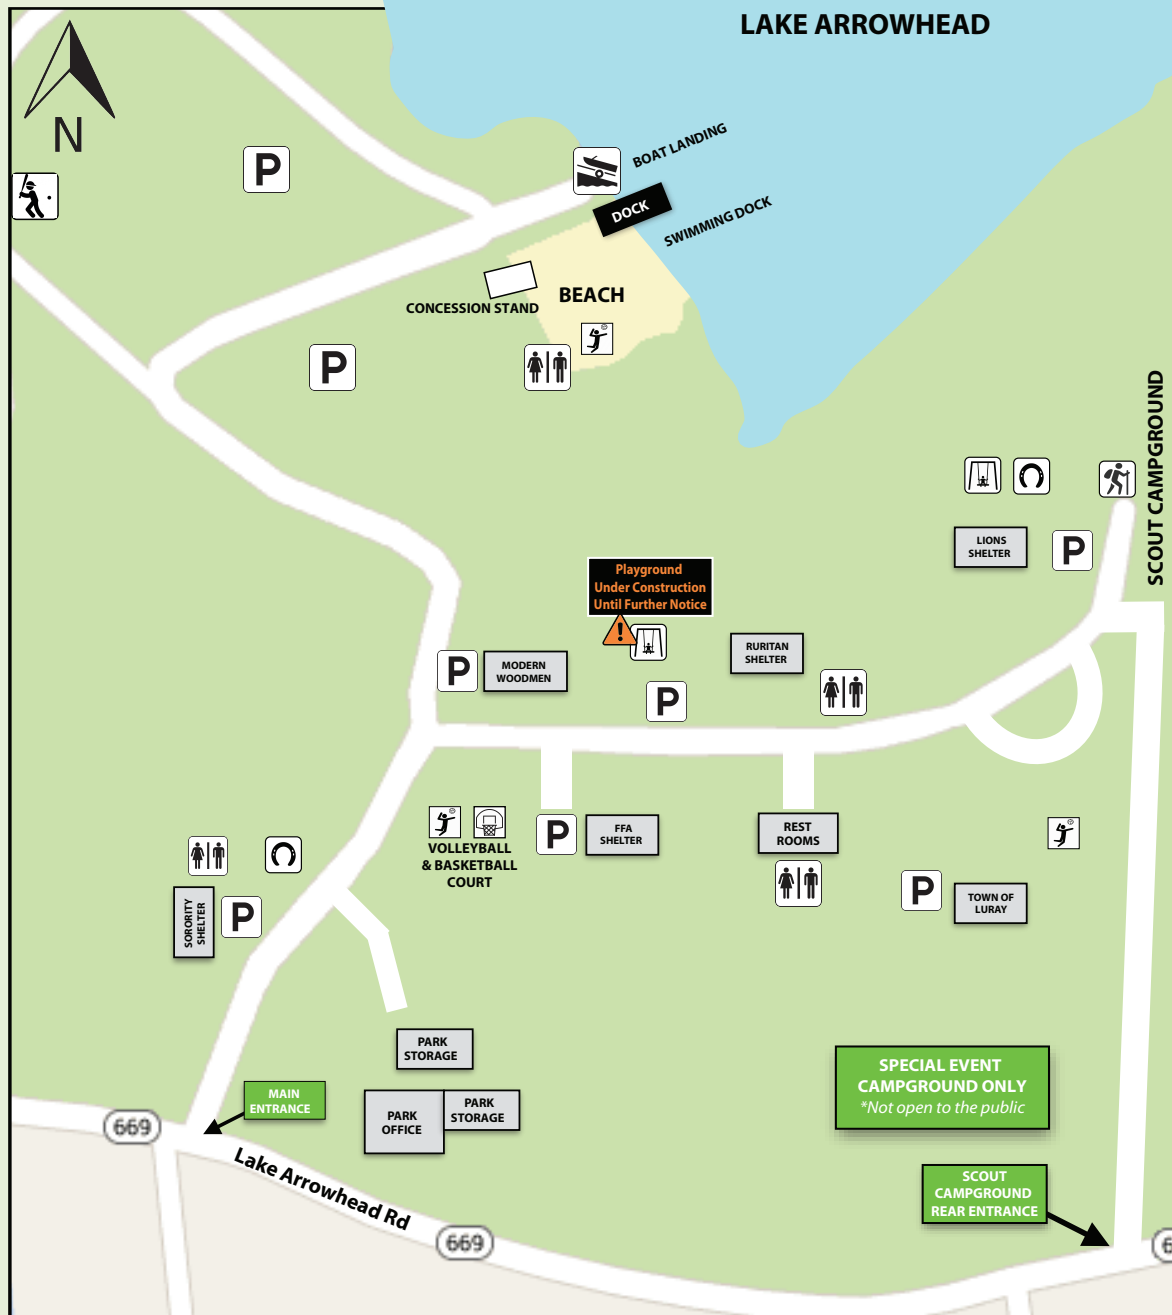 LAKE ARROWHEAD
N
P
BOAT LANDING
DOCK
SWIMMING DOCK
BEACH
CONCESSION STAND
P
SCOUT CAMPGROUND
LIONS
SHELTER
P
Playground
Under Construction
Until Further Notice
!
RURITAN
SHELTER
P
MODERN
WOODMEN
P
VOLLEYBALL
& BASKETBALL
COURT
P
FFA
SHELTER
REST
ROOMS
SORORITY
SHELTER
P
P
TOWN OF
LURAY
PARK
STORAGE
PARK
OFFICE
PARK
STORAGE
MAIN
ENTRANCE
SPECIAL EVENT
CAMPGROUND ONLY
*Not open to the public
669
Lake Arrowhead Rd
SCOUT
CAMPGROUND
REAR ENTRANCE
669
6